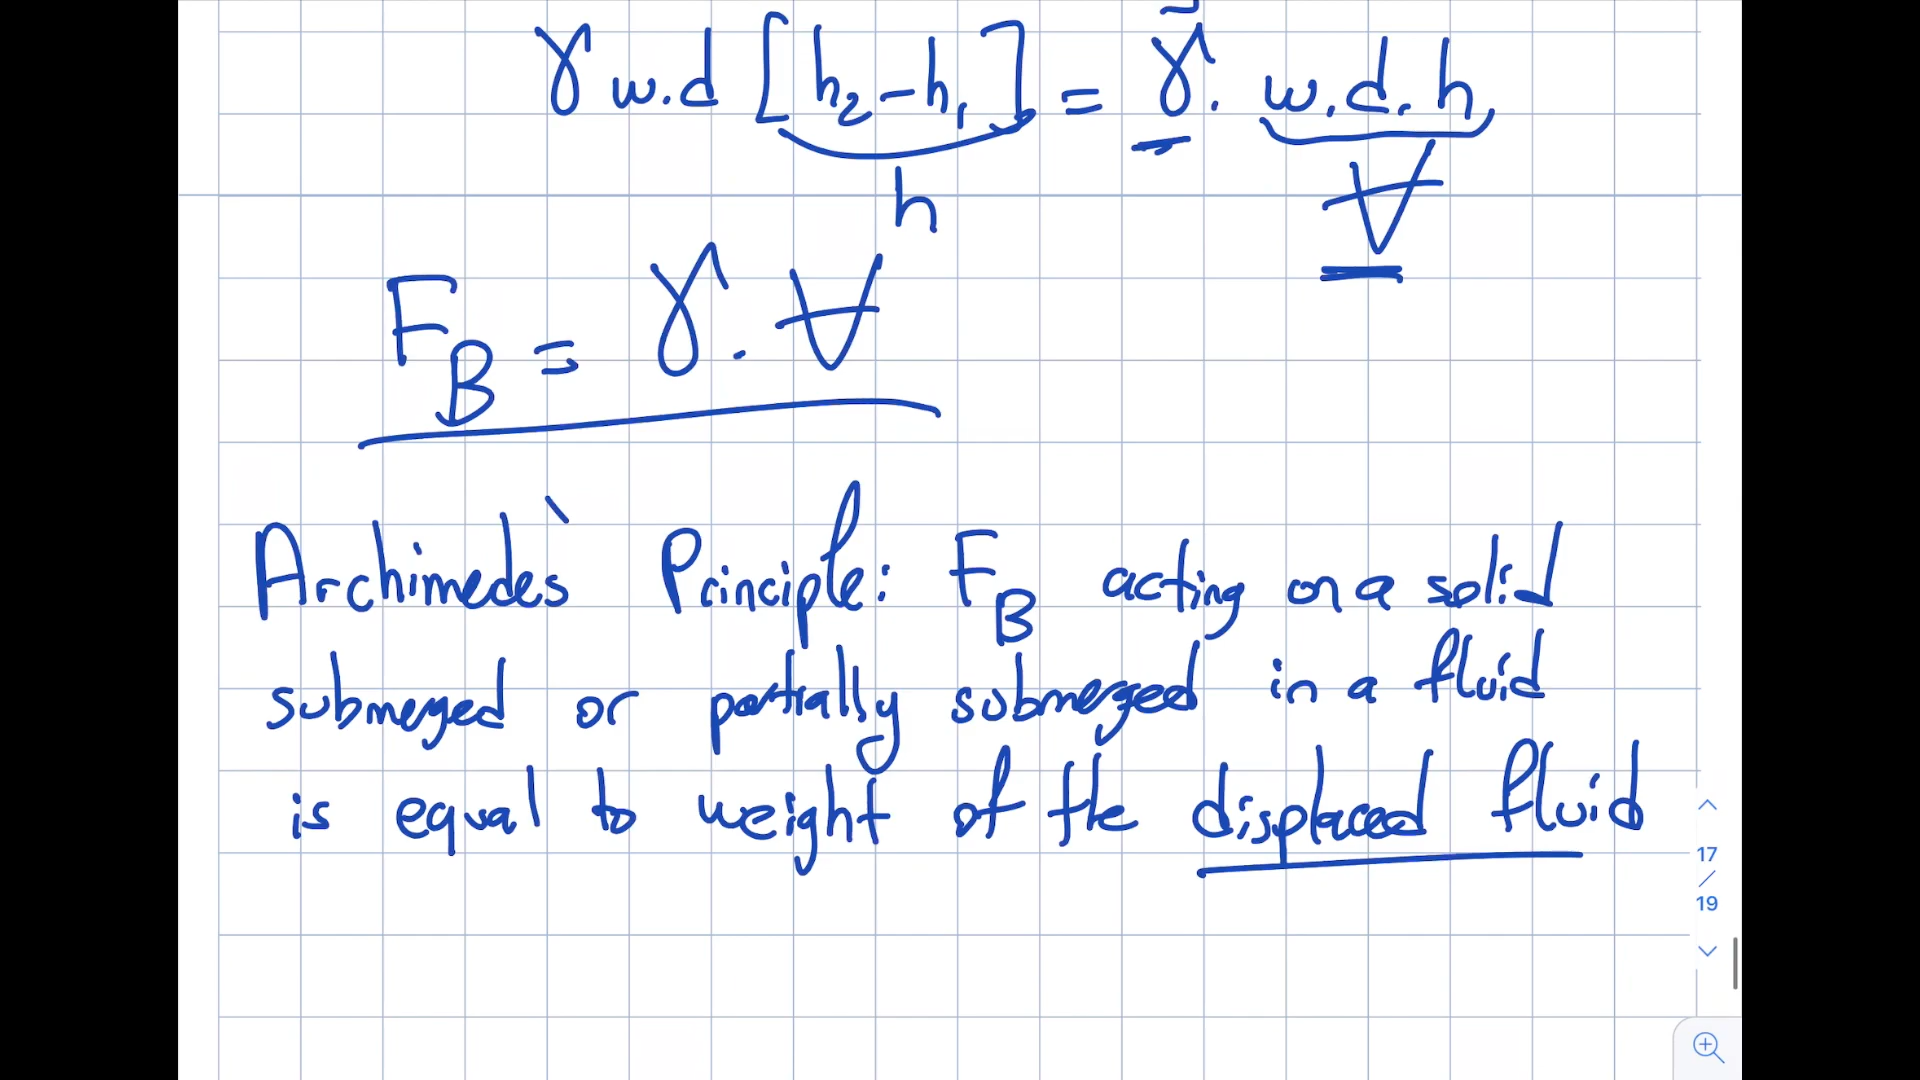 γ w.d [h₂-h₁] = γ. w.d.h
h
V
F_B = γ. V
Archimedes` Principle: F_B acting on a solid
submerged or partially submerged in a fluid
is equal to weight of the displaced fluid
17
/
19